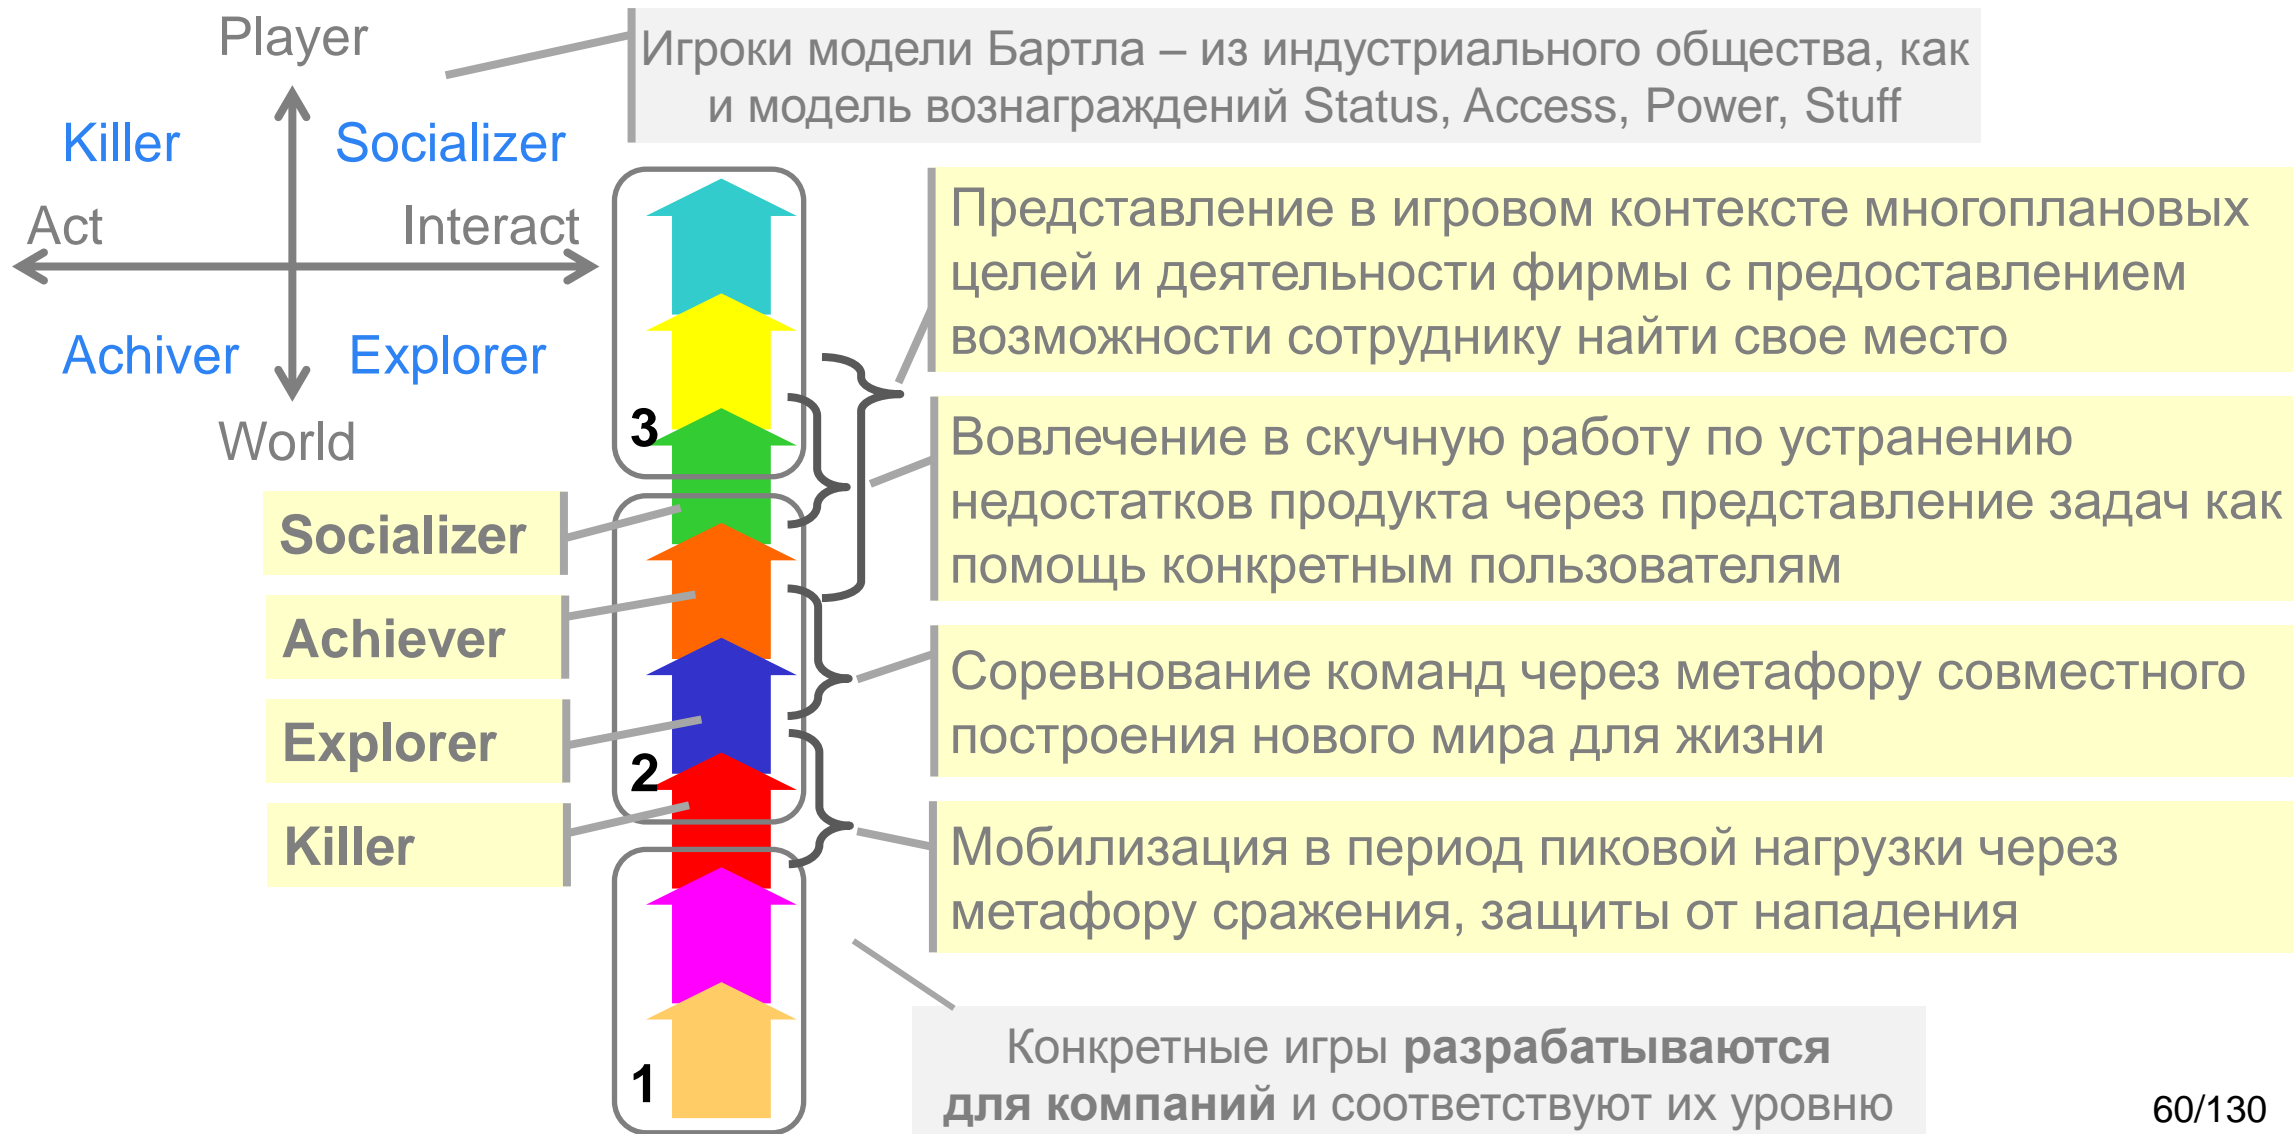 Player
Игроки модели Бартла – из индустриального общества, как
и модель вознаграждений Status, Access, Power, Stuff
Killer
Socializer
Act
Interact
Achiver
Explorer
World
Представление в игровом контексте многоплановых
целей и деятельности фирмы с предоставлением
возможности сотруднику найти свое место
3
Вовлечение в скучную работу по устранению
недостатков продукта через представление задач как
помощь конкретным пользователям
Socializer
Achiever
Соревнование команд через метафору совместного
построения нового мира для жизни
Explorer
2
Killer
Мобилизация в период пиковой нагрузки через
метафору сражения, защиты от нападения
1
Конкретные игры разрабатываются
для компаний и соответствуют их уровню
60/130